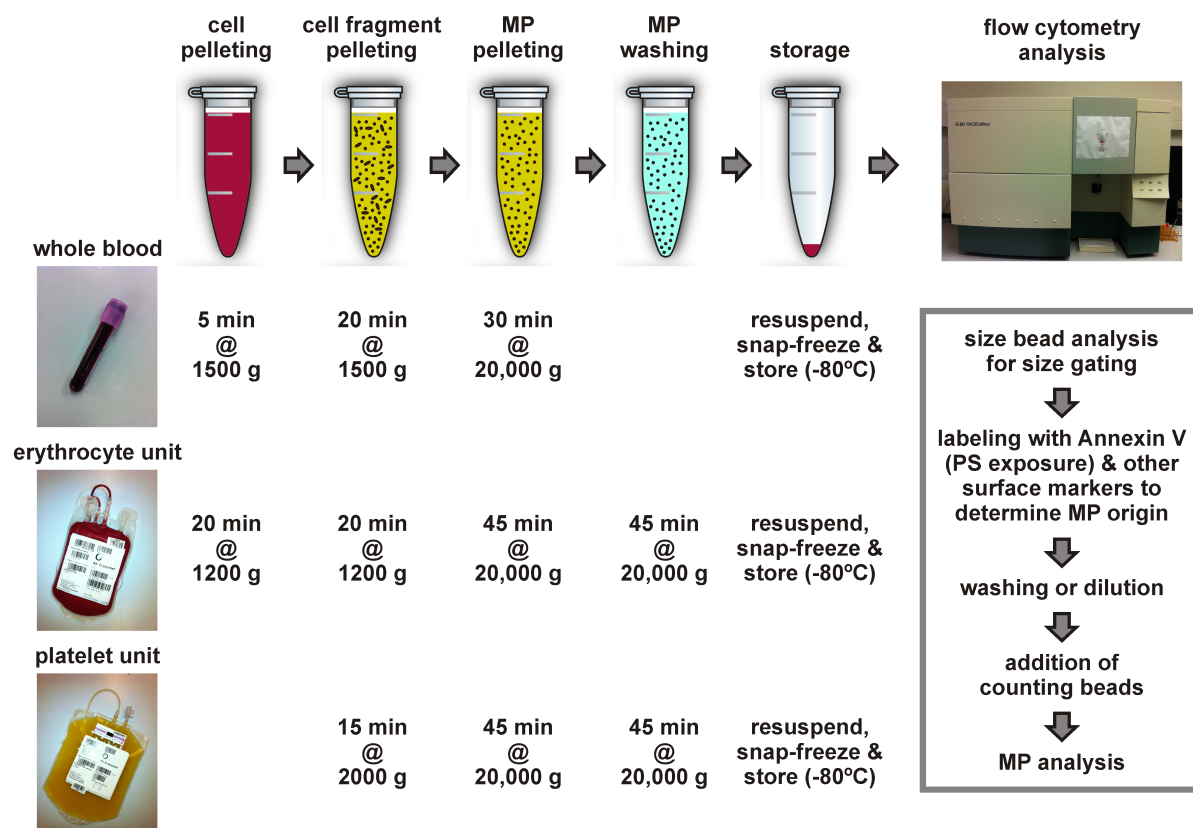 cell
pelleting
cell fragment
pelleting
MP
pelleting
MP
washing
storage
flow cytometry
analysis
BD FACSCalibur
whole blood
5 min
@
1500 g
20 min
@
1500 g
30 min
@
20,000 g
resuspend,
snap-freeze &
store (-80ºC)
erythrocyte unit
20 min
@
1200 g
20 min
@
1200 g
45 min
@
20,000 g
45 min
@
20,000 g
resuspend,
snap-freeze &
store (-80ºC)
platelet unit
15 min
@
2000 g
45 min
@
20,000 g
45 min
@
20,000 g
resuspend,
snap-freeze &
store (-80ºC)
size bead analysis
for size gating
labeling with Annexin V
(PS exposure) & other
surface markers to
determine MP origin
washing or dilution
addition of
counting beads
MP analysis